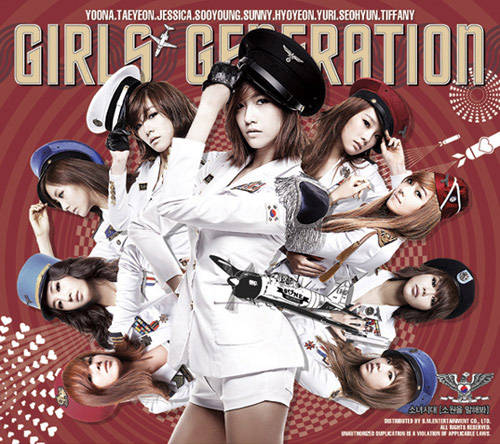 YOONA.TAEYEON.JESSICA.SOOYOUNG.SUNNY.HYOYEON.YURI.SEOHYUN.TIFFANY
GIRLS' GENERATION
소녀시대 [소원을 말해봐]
DISTRIBUTED BY S.M.ENTERTAINMENT CO., LTD.
ALL RIGHTS RESERVED.
UNAUTHORIZED DUPLICATION IS A VIOLATION OF APPLICABLE LAWS.